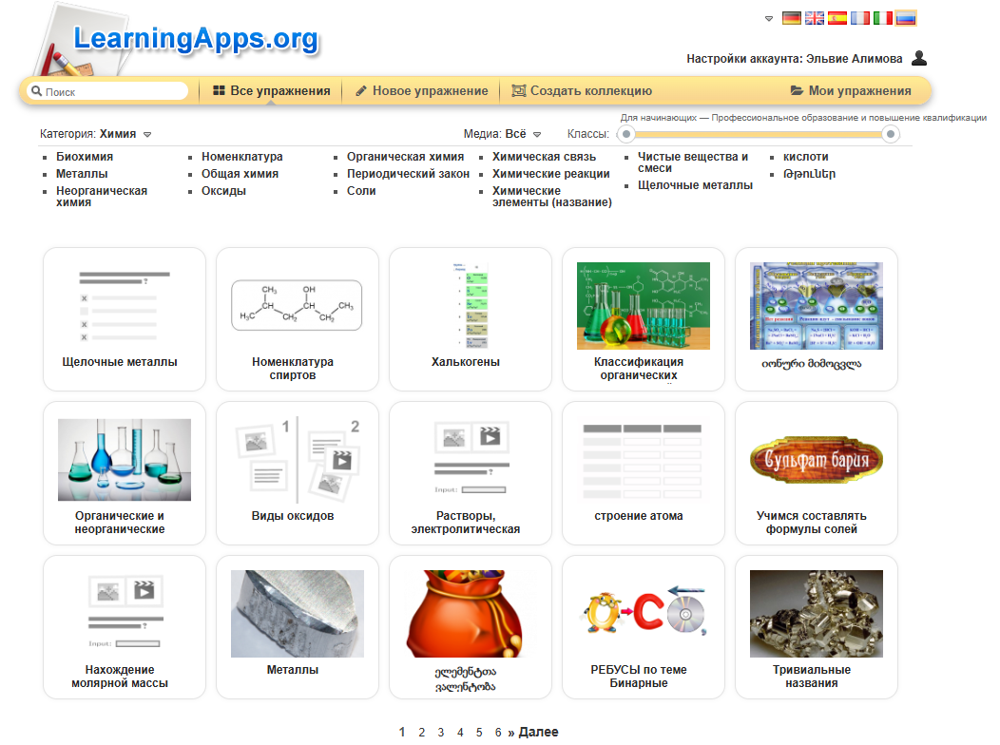 LearningApps.org
Настройки аккаунта: Эльвие Алимова
Поиск
Все упражнения
Новое упражнение
Создать коллекцию
Мои упражнения
Для начинающих — Профессиональное образование и повышение квалификации
Категория: Химия
Медиа: Всё
Классы:
Биохимия
Металлы
Неорганическая
химия
Номенклатура
Общая химия
Оксиды
Органическая химия
Периодический закон
Соли
Химическая связь
Химические реакции
Химические
элементы (название)
Чистые вещества и
смеси
Щелочные металлы
кислоти
Թթուներ
Щелочные металлы
CH₃ OH
H₃C CH CH CH₃
CH₂ CH₂
Номенклатура
спиртов
Халькогены
Классификация
органических
იონური მიმოცვლა
Органические и
неорганические
1 2
Виды оксидов
?
Input:
Растворы,
электролитическая
строение атома
Сульфат бария
Учимся составлять
формулы солей
?
Input:
Нахождение
молярной массы
Металлы
ელემენტთა
ვალენტობა
РЕБУСЫ по теме
Бинарные
Тривиальные
названия
1 2 3 4 5 6 » Далее